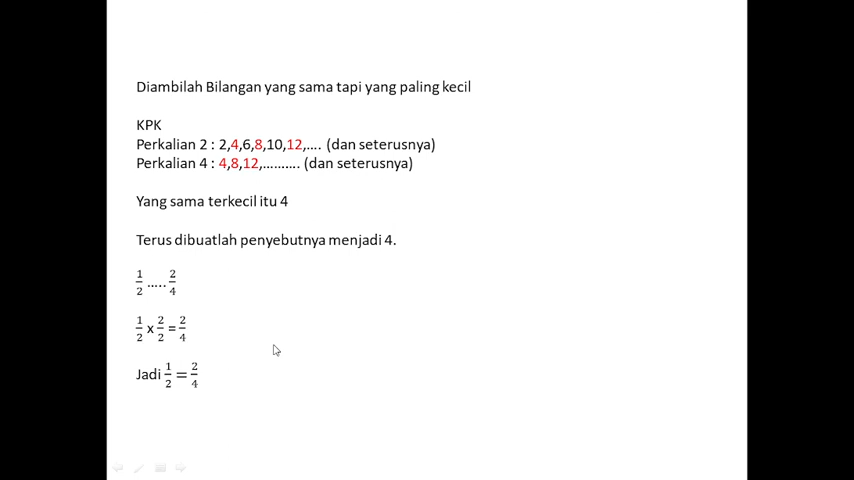 Diambilah Bilangan yang sama tapi yang paling kecil
KPK
Perkalian 2 : 2,4,6,8,10,12,.... (dan seterusnya)
Perkalian 4 : 4,8,12,.......... (dan seterusnya)
Yang sama terkecil itu 4
Terus dibuatlah penyebutnya menjadi 4.
1/2 ..... 2/4
1/2 x 2/2 = 2/4
Jadi 1/2 = 2/4